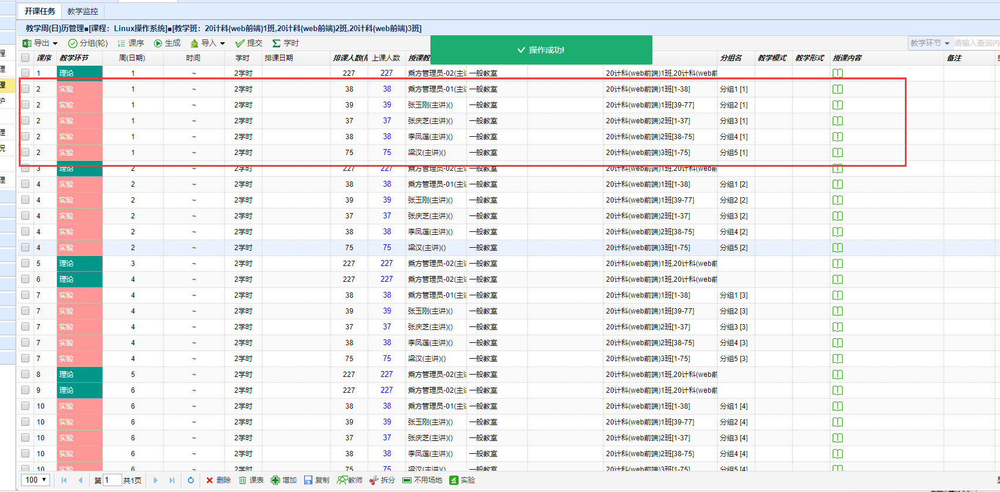 开课任务 教学监控
教学周(日)历管理■[课程：Linux操作系统]■[教学班：20计科(web前端)1班,20计科(web前端)2班,20计科(web前端)3班]
导出 分组(轮) 课序 生成 导入 提交 学时 教学环节 请输入查询内
操作成功!
课序 教学环节 周(日期) 时间 学时 排课日期 排课人数(限 上课人数 授课教 分组名 教学模式 教学形式 授课内容 备注
1 理论 1 ~ 2学时 227 227 乘方管理员-02(主讲 一般教室 20计科(web前端)1班,20计科(web前
2 实验 1 ~ 2学时 38 38 乘方管理员-01(主讲 一般教室 20计科(web前端)1班[1-38] 分组1 [1]
2 实验 1 ~ 2学时 39 39 张玉刚(主讲)() 一般教室 20计科(web前端)1班[39-77] 分组2 [1]
2 实验 1 ~ 2学时 37 37 张庆芝(主讲)() 一般教室 20计科(web前端)2班[1-37] 分组3 [1]
2 实验 1 ~ 2学时 38 38 李凤莲(主讲)() 一般教室 20计科(web前端)2班[38-75] 分组4 [1]
2 实验 1 ~ 2学时 75 75 梁汉(主讲)() 一般教室 20计科(web前端)3班[1-75] 分组5 [1]
3 理论 2 ~ 2学时 227 227 乘方管理员-02(主讲 一般教室 20计科(web前端)1班,20计科(web前
4 实验 2 ~ 2学时 38 38 乘方管理员-01(主讲 一般教室 20计科(web前端)1班[1-38] 分组1 [2]
4 实验 2 ~ 2学时 39 39 张玉刚(主讲)() 一般教室 20计科(web前端)1班[39-77] 分组2 [2]
4 实验 2 ~ 2学时 37 37 张庆芝(主讲)() 一般教室 20计科(web前端)2班[1-37] 分组3 [2]
4 实验 2 ~ 2学时 38 38 李凤莲(主讲)() 一般教室 20计科(web前端)2班[38-75] 分组4 [2]
4 实验 2 ~ 2学时 75 75 梁汉(主讲)() 一般教室 20计科(web前端)3班[1-75] 分组5 [2]
5 理论 3 ~ 2学时 227 227 乘方管理员-02(主讲 一般教室 20计科(web前端)1班,20计科(web前
6 理论 4 ~ 2学时 227 227 乘方管理员-02(主讲 一般教室 20计科(web前端)1班,20计科(web前
7 实验 4 ~ 2学时 38 38 乘方管理员-01(主讲 一般教室 20计科(web前端)1班[1-38] 分组1 [3]
7 实验 4 ~ 2学时 39 39 张玉刚(主讲)() 一般教室 20计科(web前端)1班[39-77] 分组2 [3]
7 实验 4 ~ 2学时 37 37 张庆芝(主讲)() 一般教室 20计科(web前端)2班[1-37] 分组3 [3]
7 实验 4 ~ 2学时 38 38 李凤莲(主讲)() 一般教室 20计科(web前端)2班[38-75] 分组4 [3]
7 实验 4 ~ 2学时 75 75 梁汉(主讲)() 一般教室 20计科(web前端)3班[1-75] 分组5 [3]
8 理论 5 ~ 2学时 227 227 乘方管理员-02(主讲 一般教室 20计科(web前端)1班,20计科(web前
9 理论 6 ~ 2学时 227 227 乘方管理员-02(主讲 一般教室 20计科(web前端)1班,20计科(web前
10 实验 6 ~ 2学时 38 38 乘方管理员-01(主讲 一般教室 20计科(web前端)1班[1-38] 分组1 [4]
10 实验 6 ~ 2学时 39 39 张玉刚(主讲)() 一般教室 20计科(web前端)1班[39-77] 分组2 [4]
10 实验 6 ~ 2学时 37 37 张庆芝(主讲)() 一般教室 20计科(web前端)2班[1-37] 分组3 [4]
10 实验 6 ~ 2学时 38 38 李凤莲(主讲)() 一般教室 20计科(web前端)2班[38-75] 分组4 [4]
10 实验 6 ~ 2学时 75 75 梁汉(主讲)() 一般教室 20计科(web前端)3班[1-75] 分组5 [4]
100 第 1 共1页 删除 课表 增加 复制 教师 拆分 不用场地 实验
程
理
理
护
理
况
理